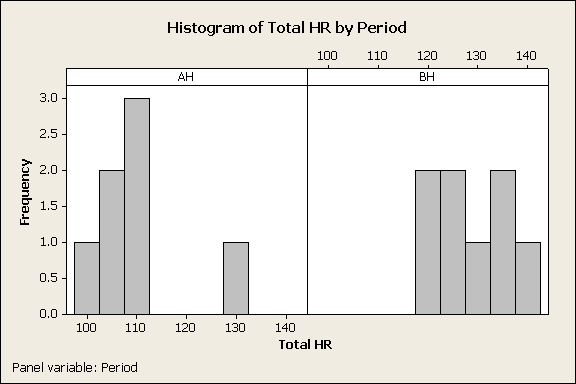 Histogram of Total HR by Period
100 110 120 130 140
AH BH
3.0
2.5
2.0
1.5
1.0
0.5
0.0
Frequency
100 110 120 130 140
Total HR
Panel variable: Period